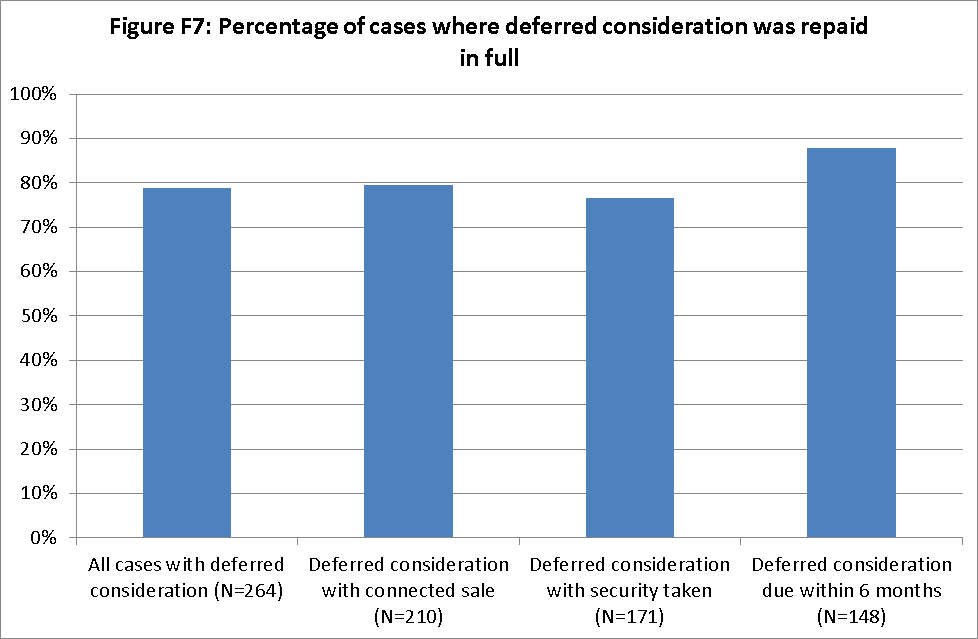 Figure F7: Percentage of cases where deferred consideration was repaid
in full
100%
90%
80%
70%
60%
50%
40%
30%
20%
10%
0%
All cases with deferred
consideration (N=264)
Deferred consideration
with connected sale
(N=210)
Deferred consideration
with security taken
(N=171)
Deferred consideration
due within 6 months
(N=148)